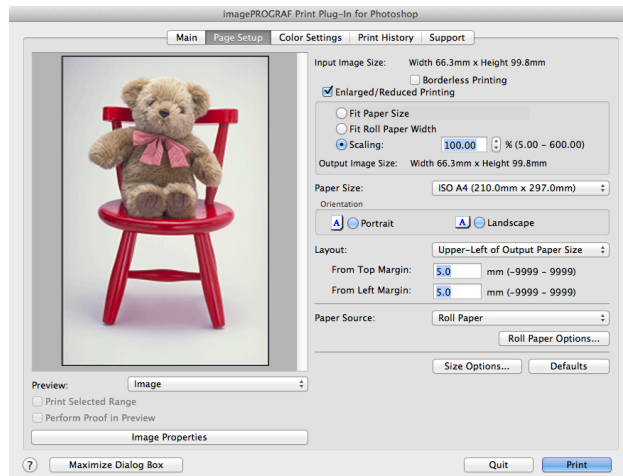 imagePROGRAF Print Plug-In for Photoshop
Main Page Setup Color Settings Print History Support
Input Image Size: Width 66.3mm x Height 99.8mm
Borderless Printing
Enlarged/Reduced Printing
Fit Paper Size
Fit Roll Paper Width
Scaling: 100.00 % (5.00 - 600.00)
Output Image Size: Width 66.3mm x Height 99.8mm
Paper Size: ISO A4 (210.0mm x 297.0mm)
Orientation
A Portrait A Landscape
Layout: Upper-Left of Output Paper Size
From Top Margin: 5.0 mm (-9999 - 9999)
From Left Margin: 5.0 mm (-9999 - 9999)
Paper Source: Roll Paper
Roll Paper Options...
Size Options... Defaults
Preview: Image
Print Selected Range
Perform Proof in Preview
Image Properties
? Maximize Dialog Box Quit Print